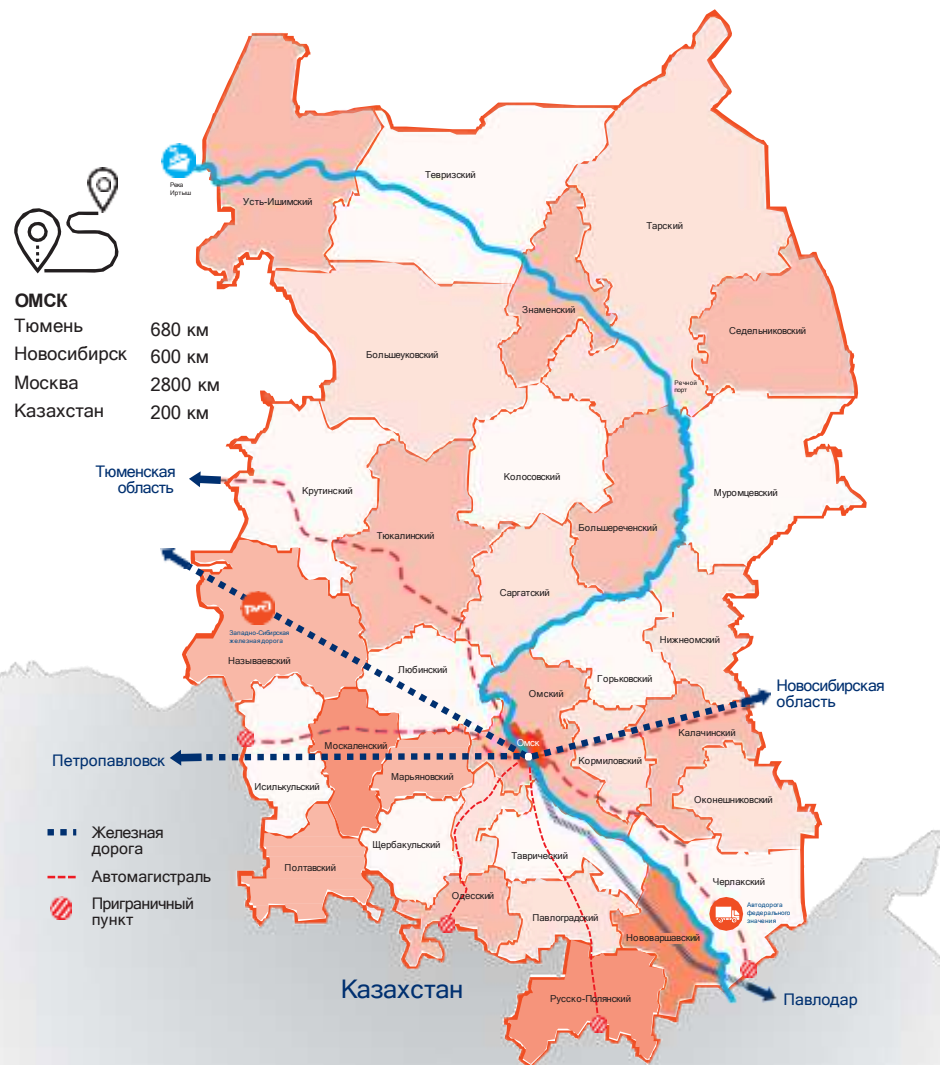 Река
Иртыш
Усть-Ишимский
Тевризский
Тарский
Знаменский
Седельниковский
Большеуковский
Речной
порт
ОМСК
Тюмень 680 км
Новосибирск 600 км
Москва 2800 км
Казахстан 200 км
Тюменская
область
Крутинский
Колосовский
Муромцевский
Тюкалинский
Большереченский
Саргатский
Западно-Сибирская
железная дорога
Называевский
Нижнеомский
Любинский
Горьковский
Омский
Новосибирская
область
Калачинский
Омск
Москаленский
Петропавловск
Кормиловский
Марьяновский
Исилькульский
Оконешниковский
Железная
дорога
Щербакульский
Таврический
Полтавский
Автомагистраль
Черлакский
Одесский
Приграничный
пункт
Павлоградский
Автодорога
федерального
значения
Нововаршавский
Казахстан
Русско-Полянский
Павлодар